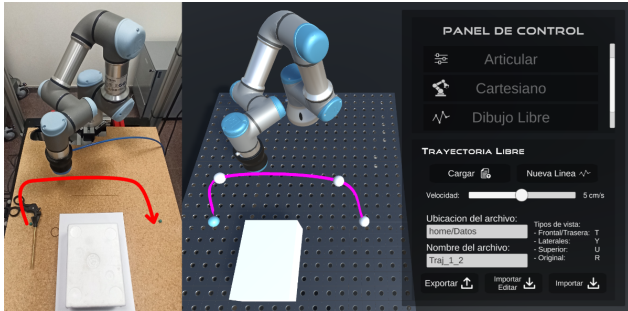 PANEL DE CONTROL
Articular
Cartesiano
Dibujo Libre
TRAYECTORIA LIBRE
Cargar
Nueva Linea
Velocidad:
5 cm/s
Ubicacion del archivo:
home/Datos
Nombre del archivo:
Traj_1_2
Tipos de vista:
- Frontal/Trasera: T
- Laterales: Y
- Superior: U
- Original: R
Exportar
Importar
Editar
Importar